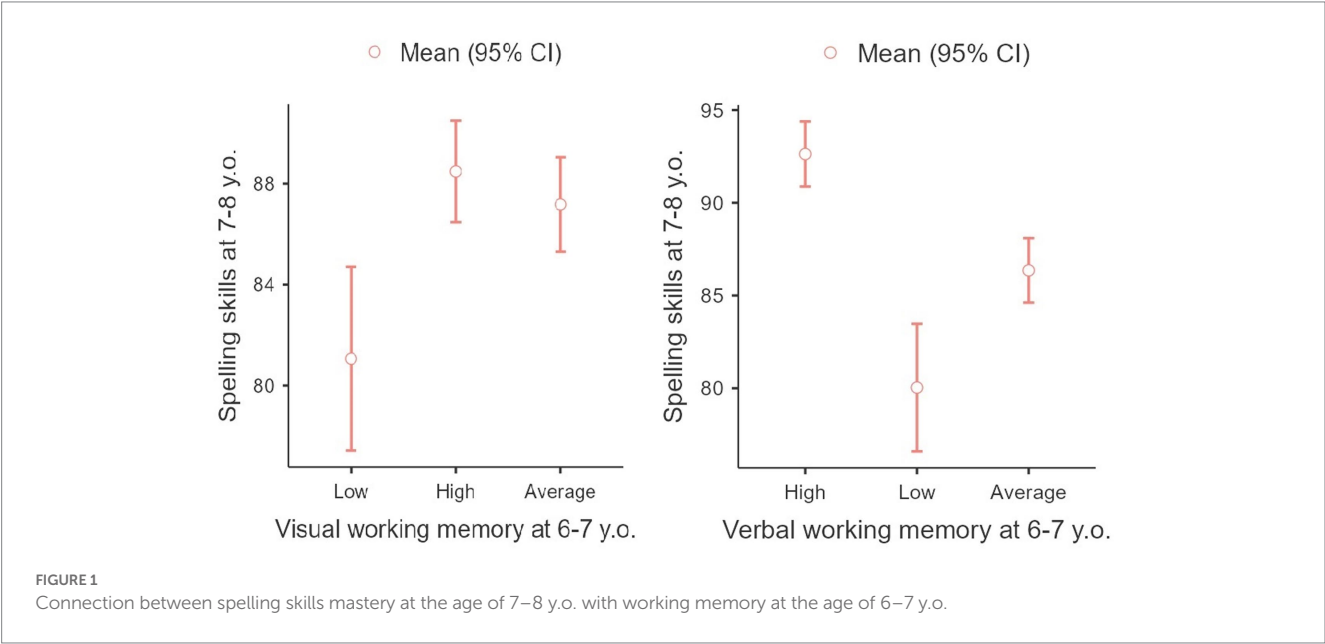 Mean (95% CI)
Spelling skills at 7-8 y.o.
88
84
80
Low High Average
Visual working memory at 6-7 y.o.
Mean (95% CI)
Spelling skills at 7-8 y.o.
95
90
85
80
High Low Average
Verbal working memory at 6-7 y.o.
FIGURE 1
Connection between spelling skills mastery at the age of 7–8 y.o. with working memory at the age of 6–7 y.o.